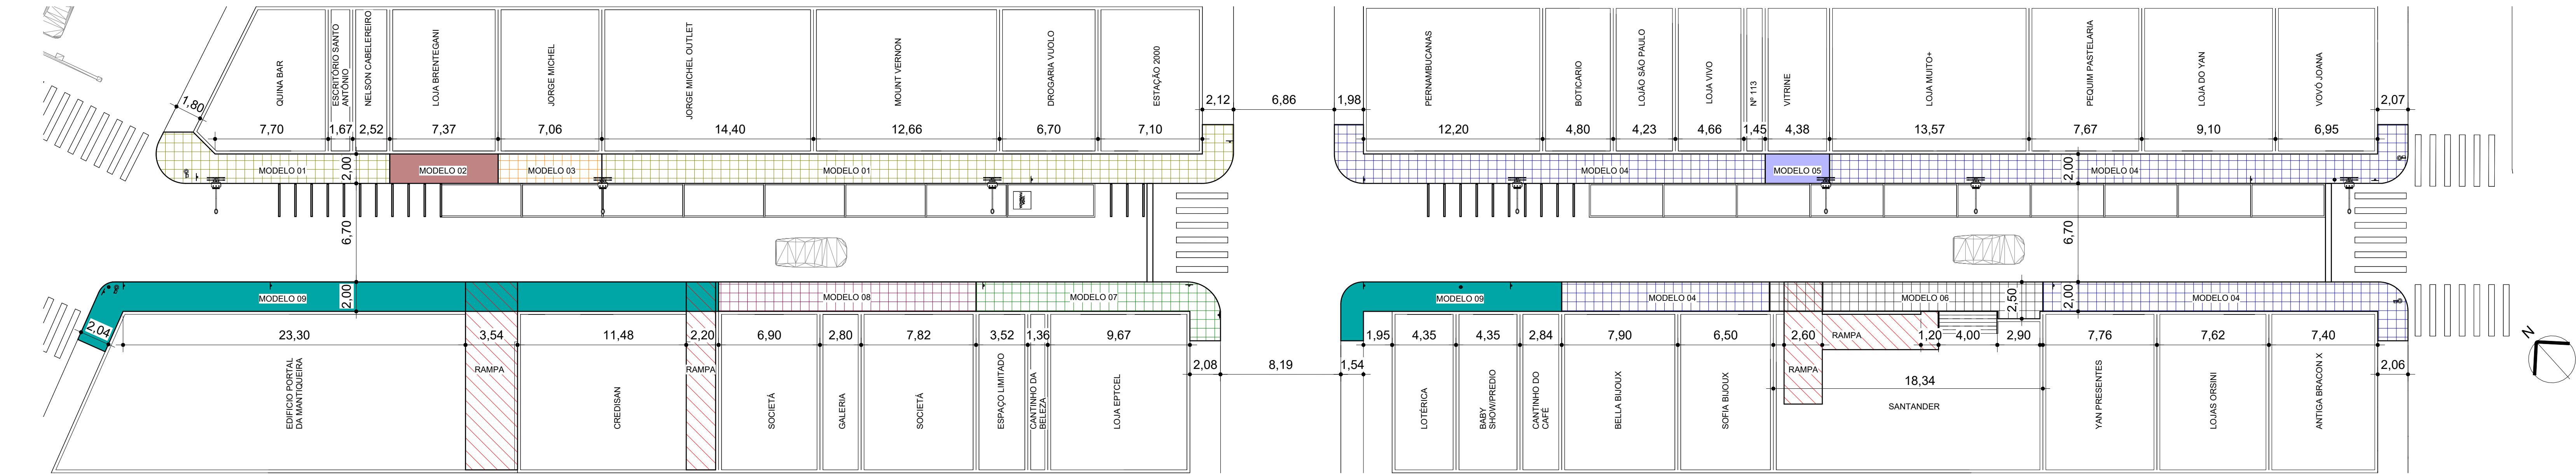 QUINA BAR
ESCRITÓRIO SANTO
ANTÔNIO
NELSON CABELEREIRO
LOJA BRENTEGANI
JORGE MICHEL
JORGE MICHEL OUTLET
MOUNT VERNON
DROGARIA VUOLO
ESTAÇÃO 2000
PERNAMBUCANAS
BOTICARIO
LOJÃO SÃO PAULO
LOJA VIVO
Nº 113
VITRINE
LOJA MUITO+
PEQUIM PASTELARIA
LOJA DO YAN
VOVÓ JOANA
1,80
2,12
6,86
1,98
2,07
7,70
1,67
2,52
7,37
7,06
14,40
12,66
6,70
7,10
12,20
4,80
4,23
4,66
1,45
4,38
13,57
7,67
9,10
6,95
MODELO 01
2,00
MODELO 02
MODELO 03
MODELO 01
MODELO 04
MODELO 05
2,00
MODELO 04
6,70
6,70
MODELO 09
2,00
MODELO 08
MODELO 07
MODELO 09
MODELO 04
MODELO 06
2,50
2,00
MODELO 04
2,04
23,30
3,54
11,48
2,20
6,90
2,80
7,82
3,52
1,36
9,67
1,95
4,35
4,35
2,84
7,90
6,50
2,60
RAMPA
1,20
4,00
2,90
7,76
7,62
7,40
N
2,08
8,19
1,54
2,06
RAMPA
RAMPA
RAMPA
18,34
SANTANDER
EDIFICIO PORTAL
DA MANTIQUEIRA
CREDISAN
SOCIETÁ
GALERIA
SOCIETÁ
ESPAÇO LIMITADO
CANTINHO DA
BELEZA
LOJA EPTCEL
LOTÉRICA
BABY
SHOW/PREDIO
CANTINHO DO
CAFÉ
BELLA BIJOUX
SOFIA BIJOUX
YAN PRESENTES
LOJAS ORSINI
ANTIGA BRACON X